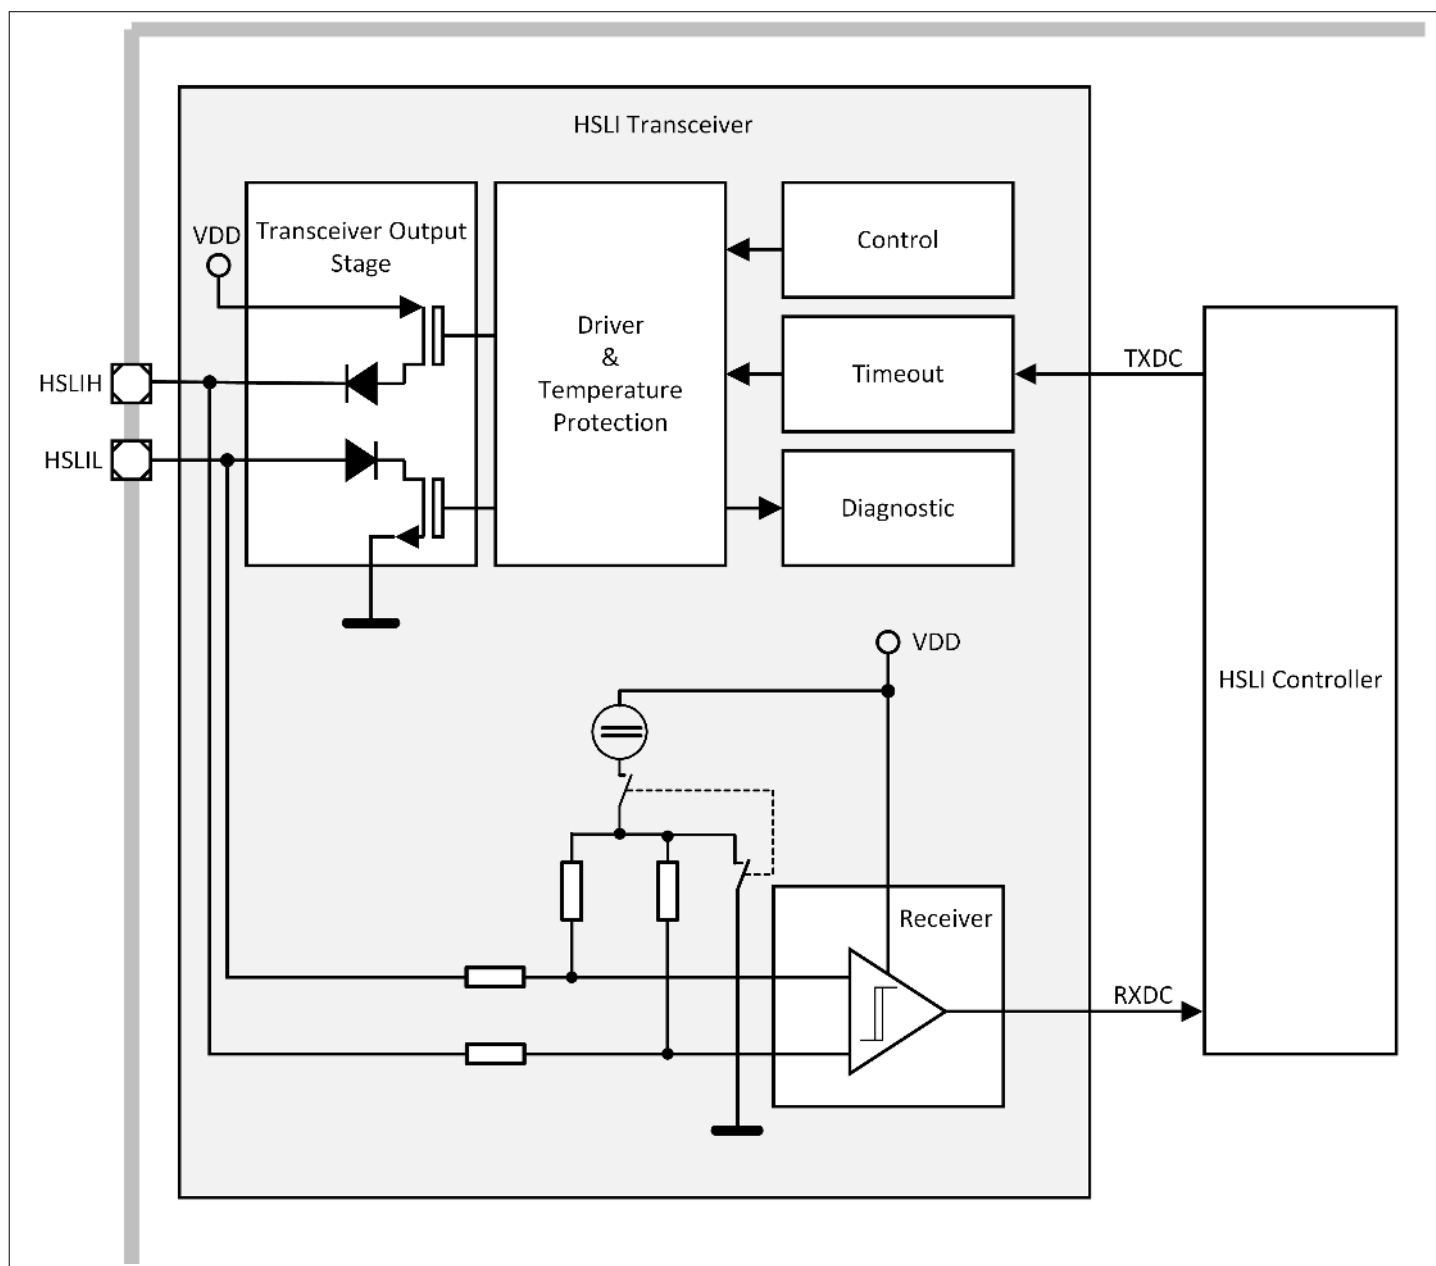 HSLI Transceiver
VDD
Transceiver Output
Stage
Driver
&
Temperature
Protection
Control
Timeout
Diagnostic
HSLIH
HSLIL
TXDC
HSLI Controller
VDD
Receiver
RXDC